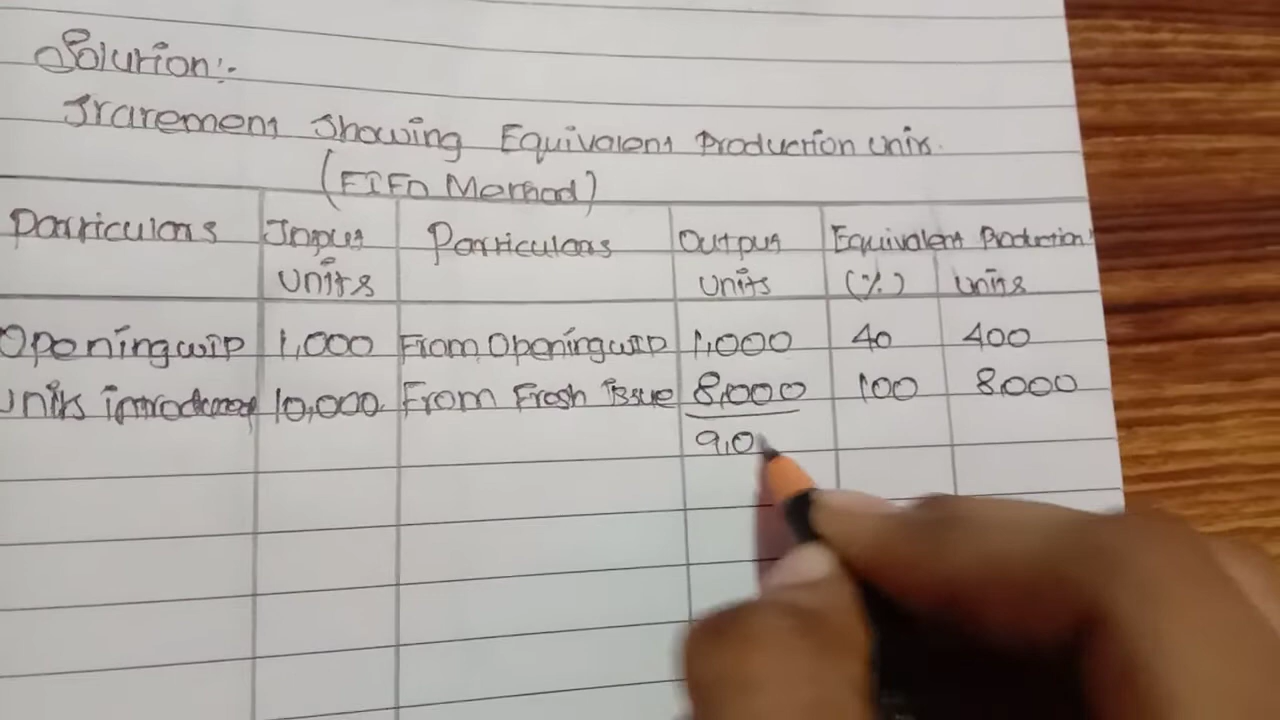 Solution:-
Statement Showing Equivalent Production Units.
(FIFO Method)
Particulars Input Particulars Output Equivalent Production
Units Units (%) Units
Opening WIP 1,000 From Opening WIP 1,000 40 400
Units introduced 10,000 From Fresh issue 8,000 100 8,000
9,0